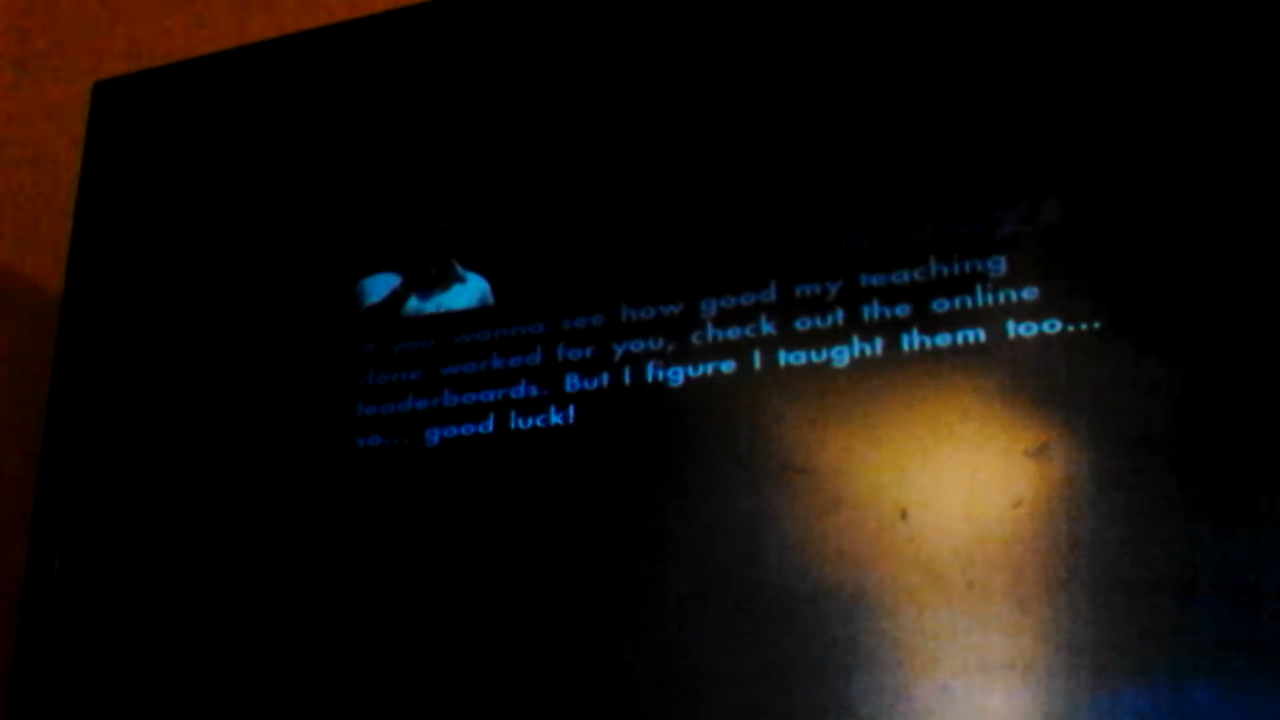 if you wanna see how good my teaching
done worked for you, check out the online
leaderboards. But I figure I taught them too...
so... good luck!